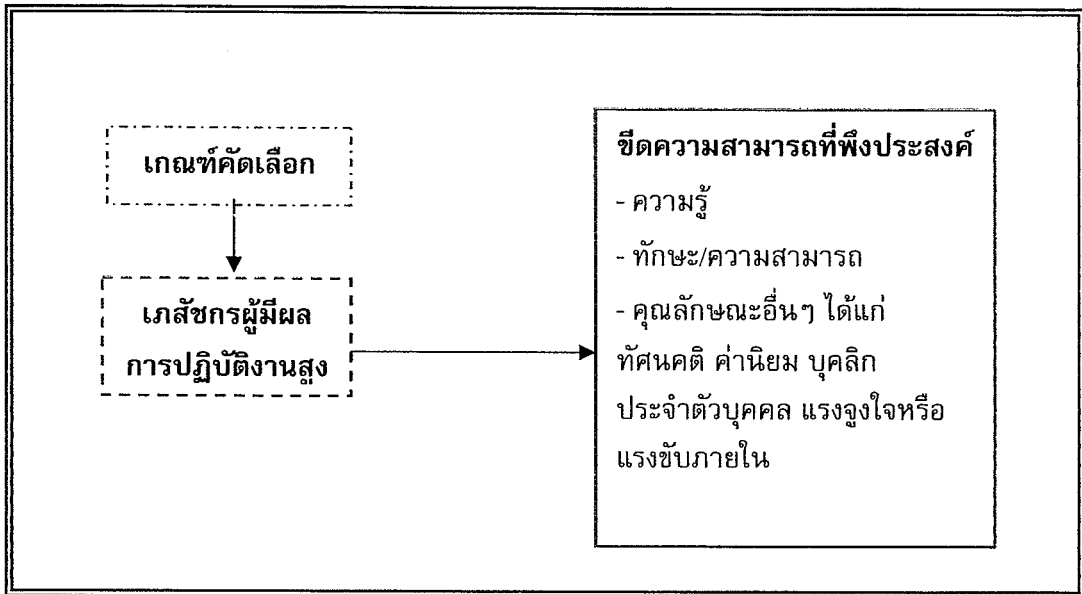 เกณฑ์คัดเลือก
เภสัชกรผู้มีผล
การปฏิบัติงานสูง
ขีดความสามารถที่พึงประสงค์
- ความรู้
- ทักษะ/ความสามารถ
- คุณลักษณะอื่นๆ ได้แก่
ทัศนคติ ค่านิยม บุคลิก
ประจำตัวบุคคล แรงจูงใจหรือ
แรงขับภายใน